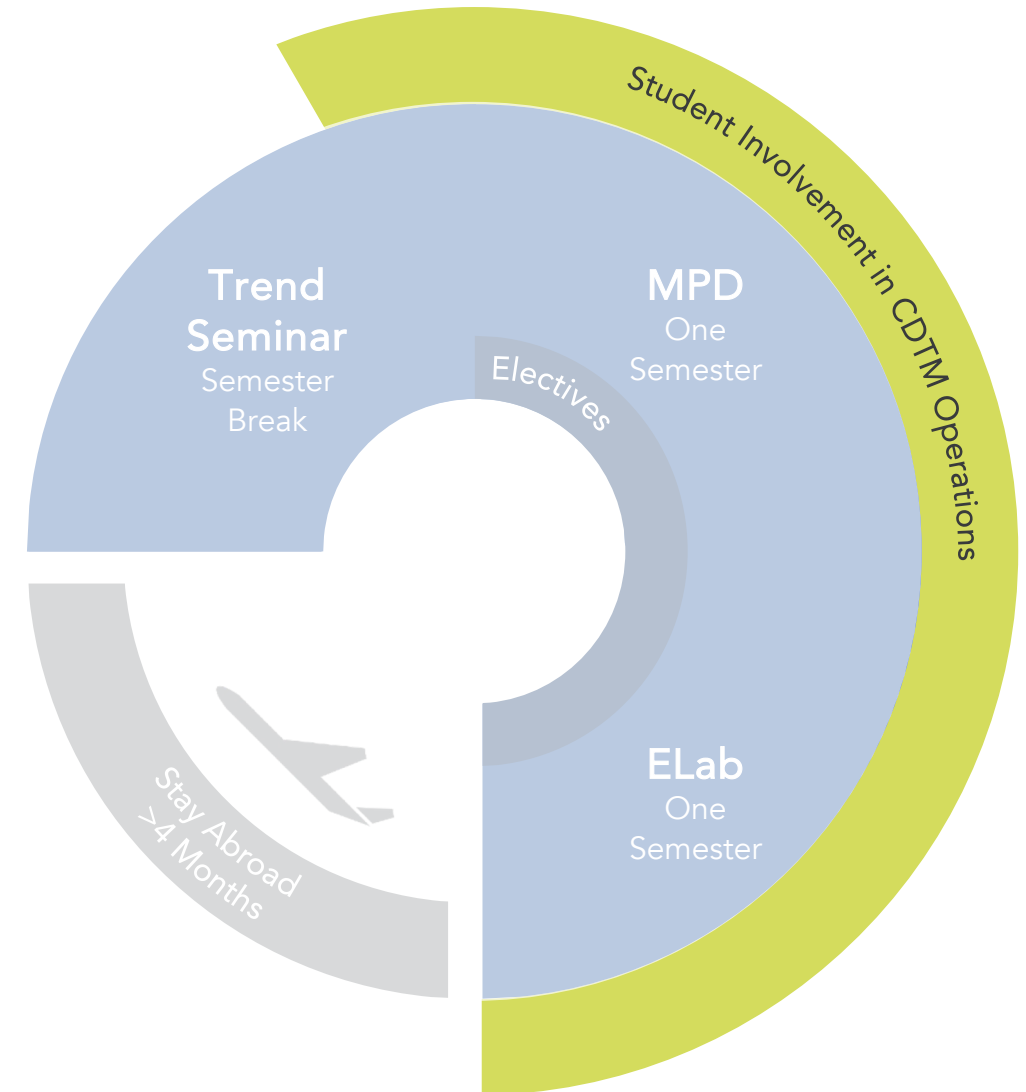 Student Involvement in CDTM Operations
Trend
Seminar
Semester
Break
MPD
One
Semester
Electives
ELab
One
Semester
Stay Abroad
>4 Months